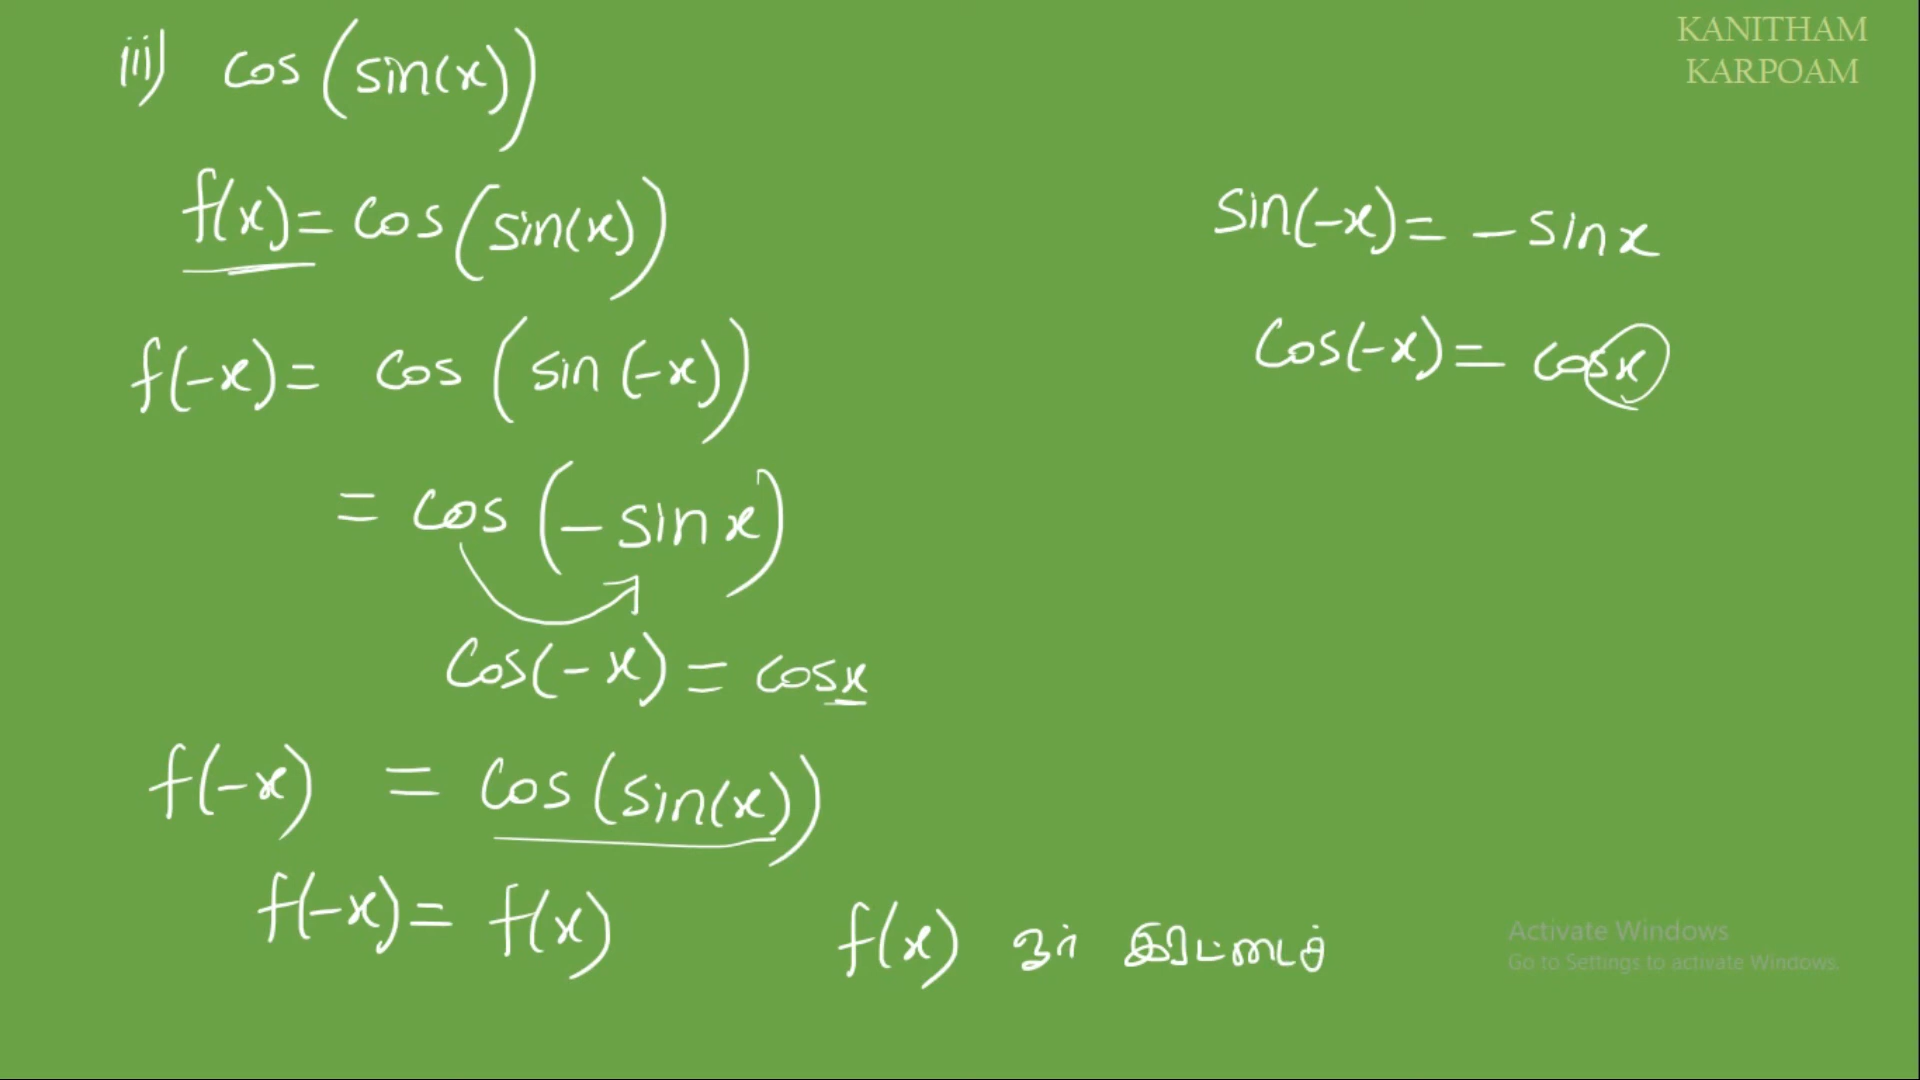 KANITHAM
KARPOAM
iii) cos(sin(x))
f(x) = cos(sin(x))
sin(-x) = - sin x
f(-x) = cos(sin(-x))
cos(-x) = cos x
= cos(- sin x)
cos(-x) = cos x
f(-x) = cos(sin(x))
f(-x) = f(x)
f(x) ஓர் இரட்டைச்
Activate Windows
Go to Settings to activate Windows.